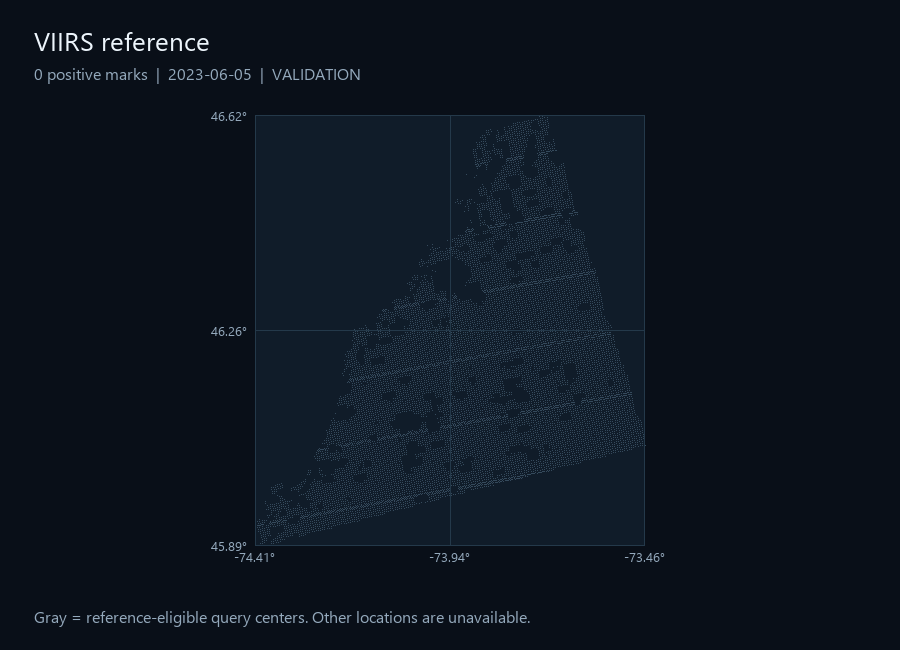 VIIRS reference
0 positive marks | 2023-06-05 | VALIDATION
46.62°
46.26°
45.89°
-74.41°
-73.94°
-73.46°
Gray = reference-eligible query centers. Other locations are unavailable.